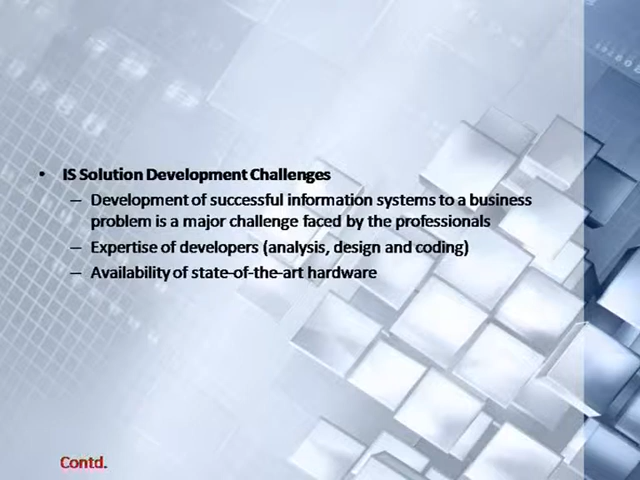 • IS Solution Development Challenges
– Development of successful information systems to a business
problem is a major challenge faced by the professionals
– Expertise of developers (analysis, design and coding)
– Availability of state-of-the-art hardware
Contd.